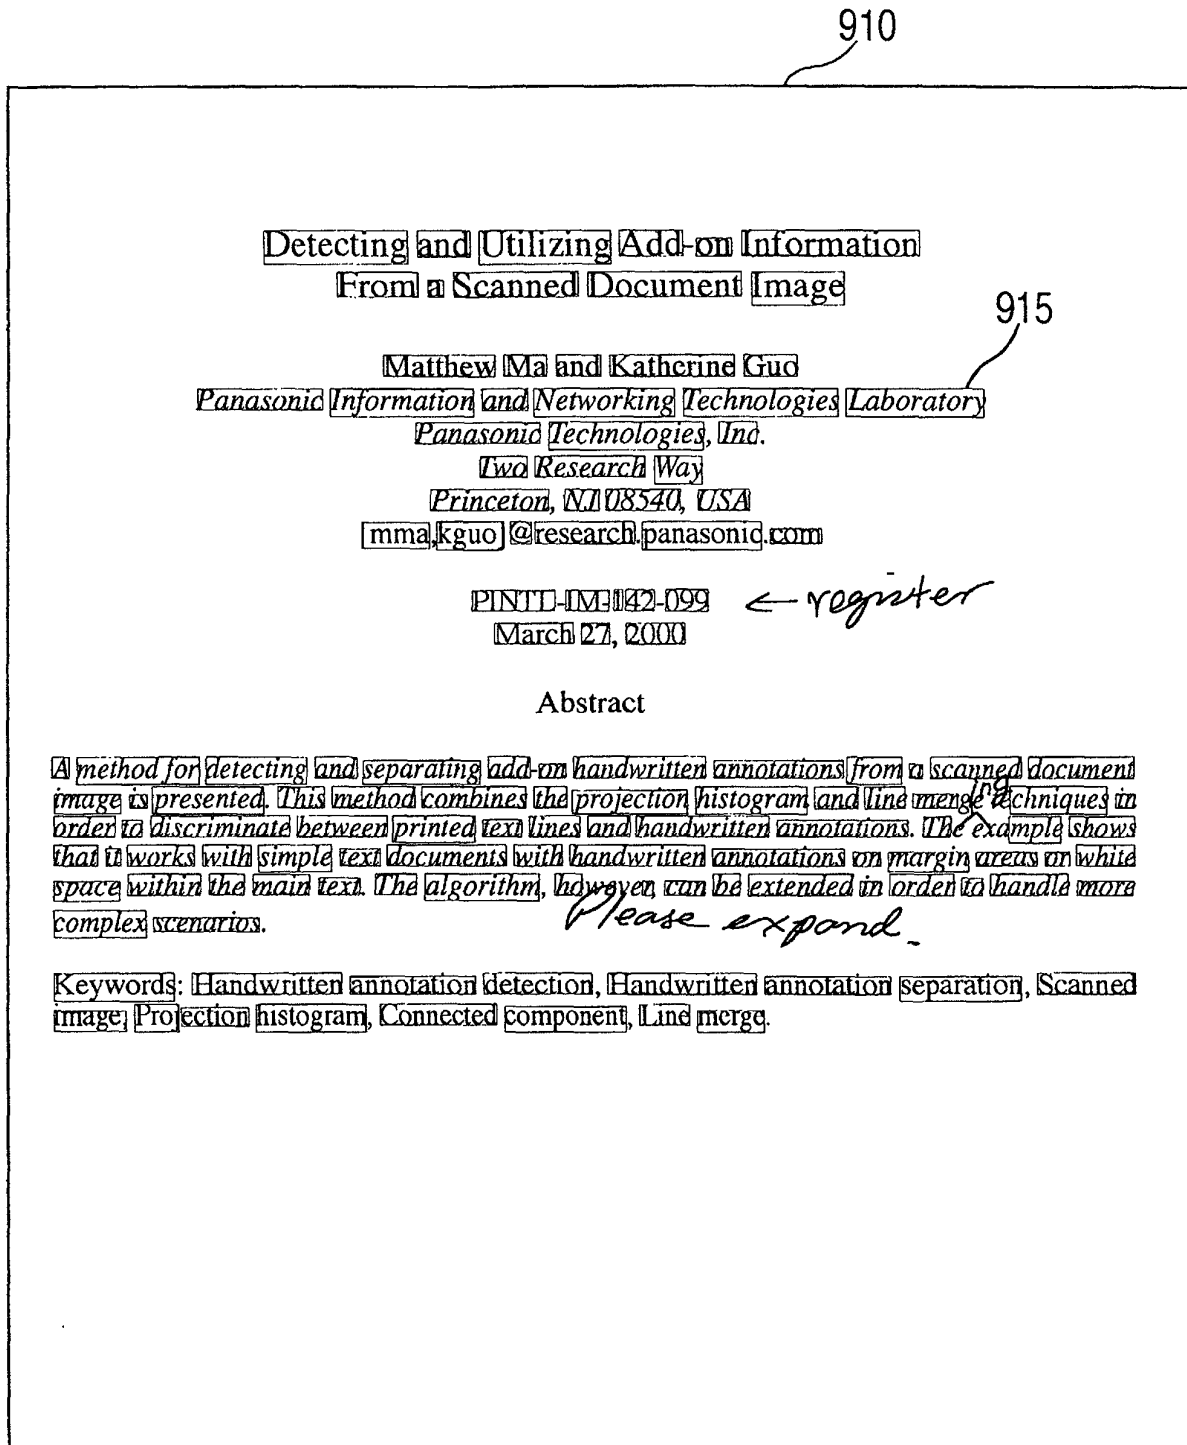 910
Detecting and Utilizing Add-on Information
From a Scanned Document Image
915
Matthew Ma and Katherine Guo
Panasonic Information and Networking Technologies Laboratory
Panasonic Technologies, Inc.
Two Research Way
Princeton, NJ 08540, USA
{mma,kguo}@research.panasonic.com
PINTL-IM-142-099 ← register
March 27, 2000
Abstract
A method for detecting and separating add-on handwritten annotations from a scanned document
ing
image is presented. This method combines the projection histogram and line merge techniques in
order to discriminate between printed text lines and handwritten annotations. The example shows
that it works with simple text documents with handwritten annotations on margin areas or white
space within the main text. The algorithm, however, can be extended in order to handle more
complex scenarios. Please expand.
Keywords: Handwritten annotation detection, Handwritten annotation separation, Scanned
image, Projection histogram, Connected component, Line merge.